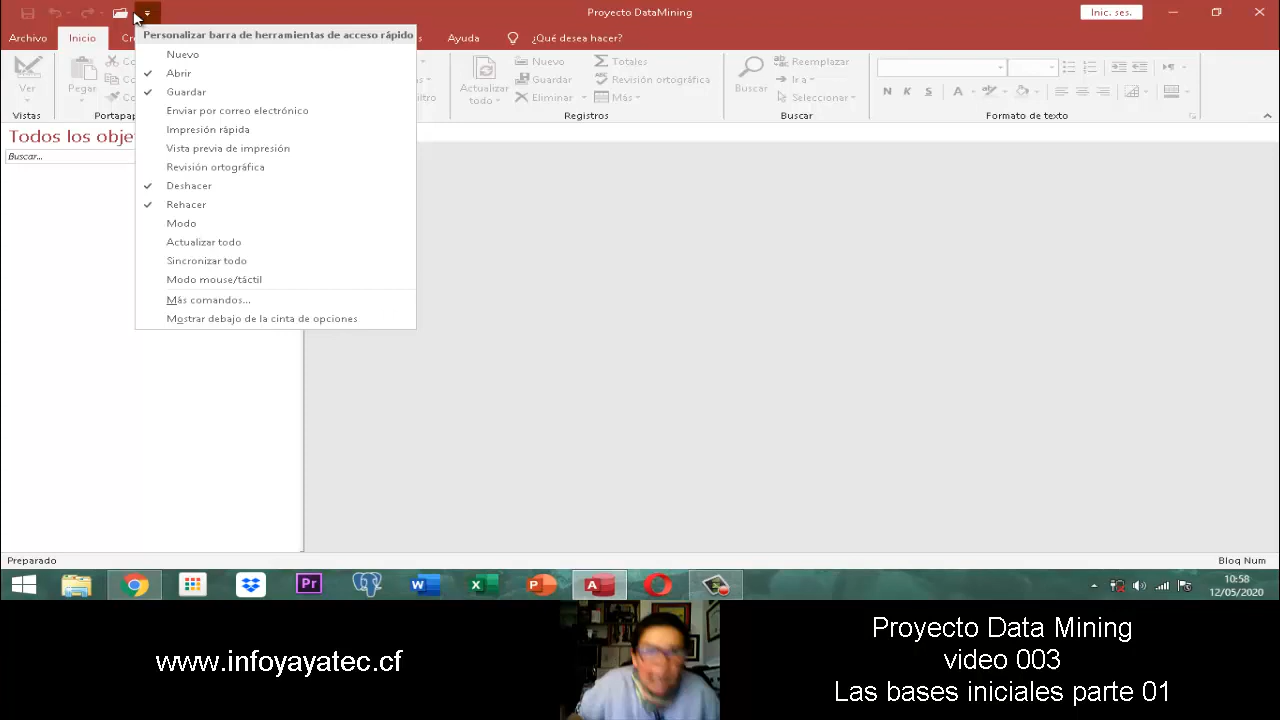 Proyecto DataMining
Inic. ses.
Archivo
Inicio
Ayuda
¿Qué desea hacer?
Personalizar barra de herramientas de acceso rápido
Nuevo
Abrir
Guardar
Enviar por correo electrónico
Impresión rápida
Vista previa de impresión
Revisión ortográfica
Deshacer
Rehacer
Modo
Actualizar todo
Sincronizar todo
Modo mouse/táctil
Más comandos...
Mostrar debajo de la cinta de opciones
Ver
Vistas
Pegar
Actualizar
todo
Nuevo
Guardar
Eliminar
Totales
Revisión ortográfica
Más
Registros
Buscar
Reemplazar
Ir a
Seleccionar
Buscar
N K S A
Formato de texto
Buscar...
Preparado
Bloq Num
Pr
10:58
12/05/2020
www.infoyayatec.cf
Proyecto Data Mining
video 003
Las bases iniciales parte 01